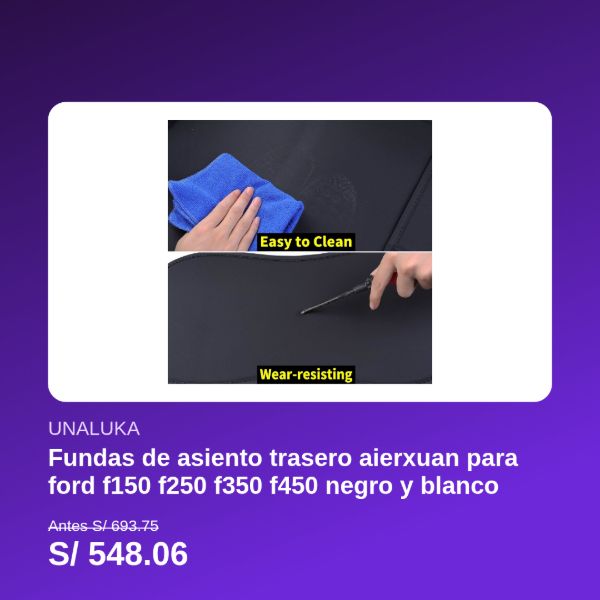 Easy to Clean
Wear-resisting
UNALUKA
Fundas de asiento trasero aierxuan para
ford f150 f250 f350 f450 negro y blanco
Antes S/ 693.75
S/ 548.06